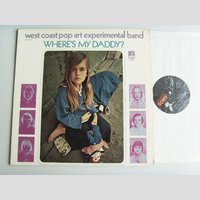 west coast pop art experimental band
WHERE'S MY DADDY?